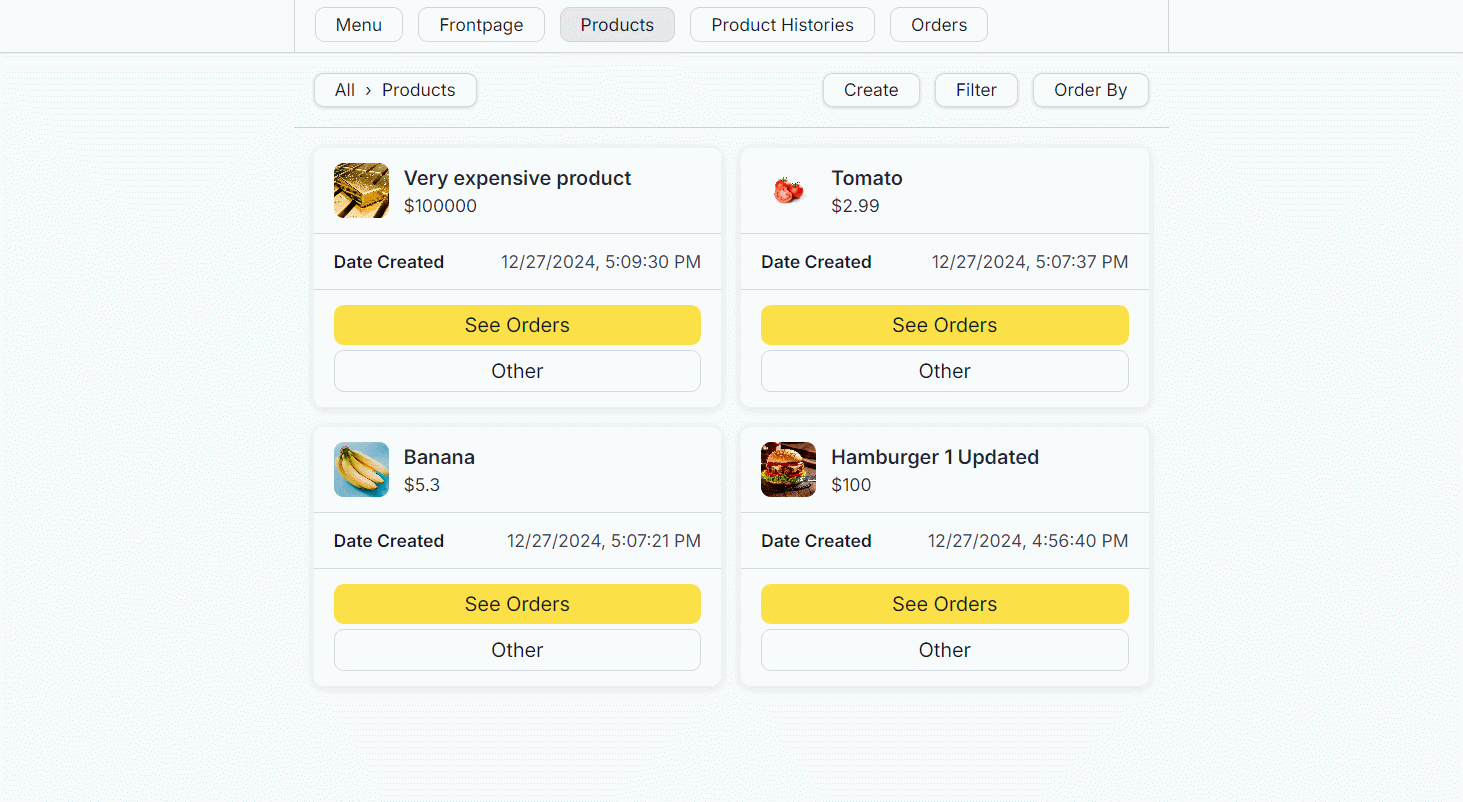 Menu Frontpage Products Product Histories Orders
All › Products Create Filter Order By
Very expensive product
$100000
Date Created 12/27/2024, 5:09:30 PM
See Orders
Other
Tomato
$2.99
Date Created 12/27/2024, 5:07:37 PM
See Orders
Other
Banana
$5.3
Date Created 12/27/2024, 5:07:21 PM
See Orders
Other
Hamburger 1 Updated
$100
Date Created 12/27/2024, 4:56:40 PM
See Orders
Other